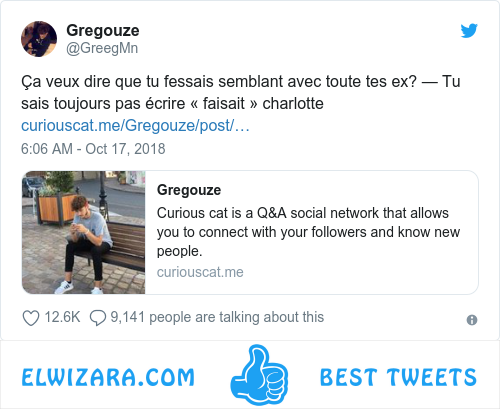 Gregouze
@GreegMn
Ça veux dire que tu fessais semblant avec toute tes ex? — Tu
sais toujours pas écrire « faisait » charlotte
curiouscat.me/Gregouze/post/…
6:06 AM - Oct 17, 2018
Gregouze
Curious cat is a Q&A social network that allows
you to connect with your followers and know new
people.
curiouscat.me
12.6K 9,141 people are talking about this
ELWIZARA.COM BEST TWEETS